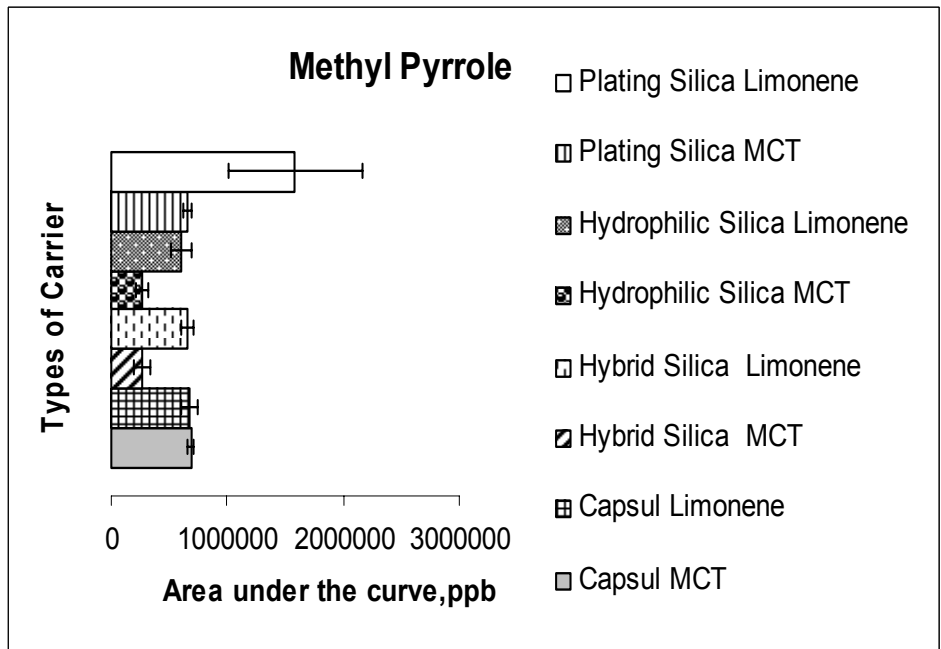 Methyl Pyrrole
Types of Carrier
0 1000000 2000000 3000000
Area under the curve,ppb
Plating Silica Limonene
Plating Silica MCT
Hydrophilic Silica Limonene
Hydrophilic Silica MCT
Hybrid Silica Limonene
Hybrid Silica MCT
Capsul Limonene
Capsul MCT